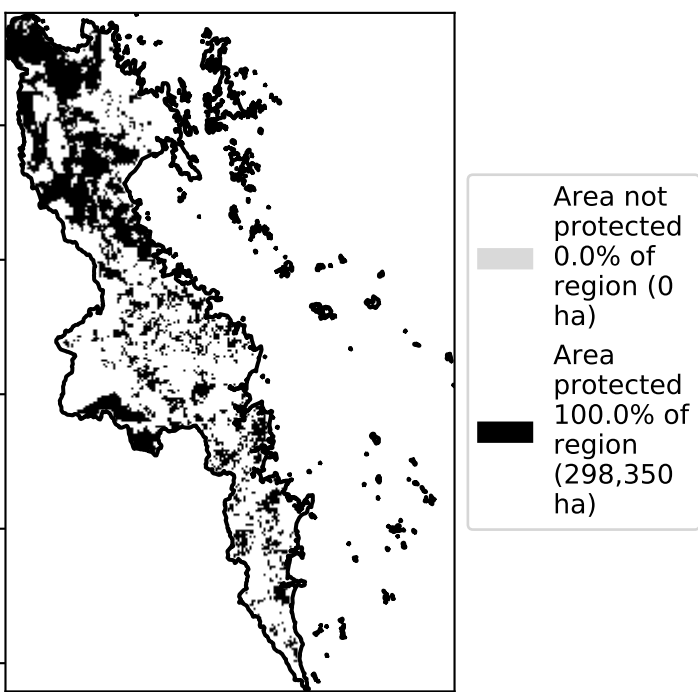 Area not
protected
0.0% of
region (0
ha)
Area
protected
100.0% of
region
(298,350
ha)